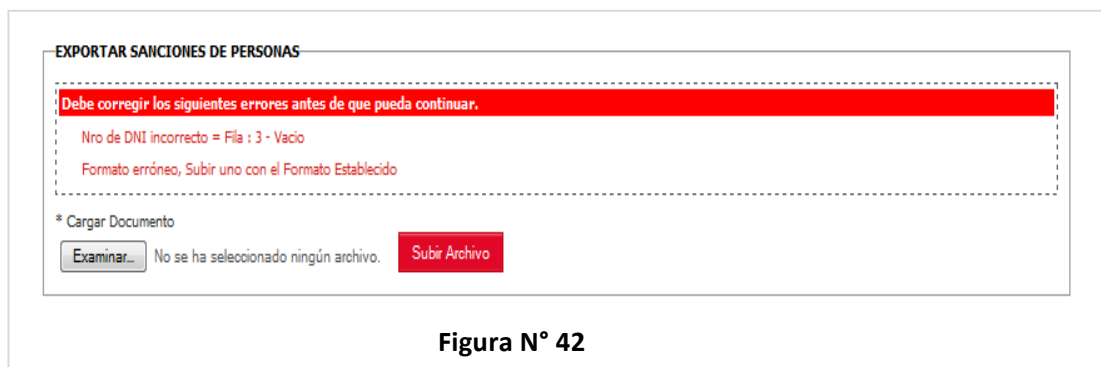 EXPORTAR SANCIONES DE PERSONAS
Debe corregir los siguientes errores antes de que pueda continuar.
Nro de DNI incorrecto = Fila : 3 - Vacio
Formato erróneo, Subir uno con el Formato Establecido
* Cargar Documento
Examinar... No se ha seleccionado ningún archivo. Subir Archivo
Figura N° 42